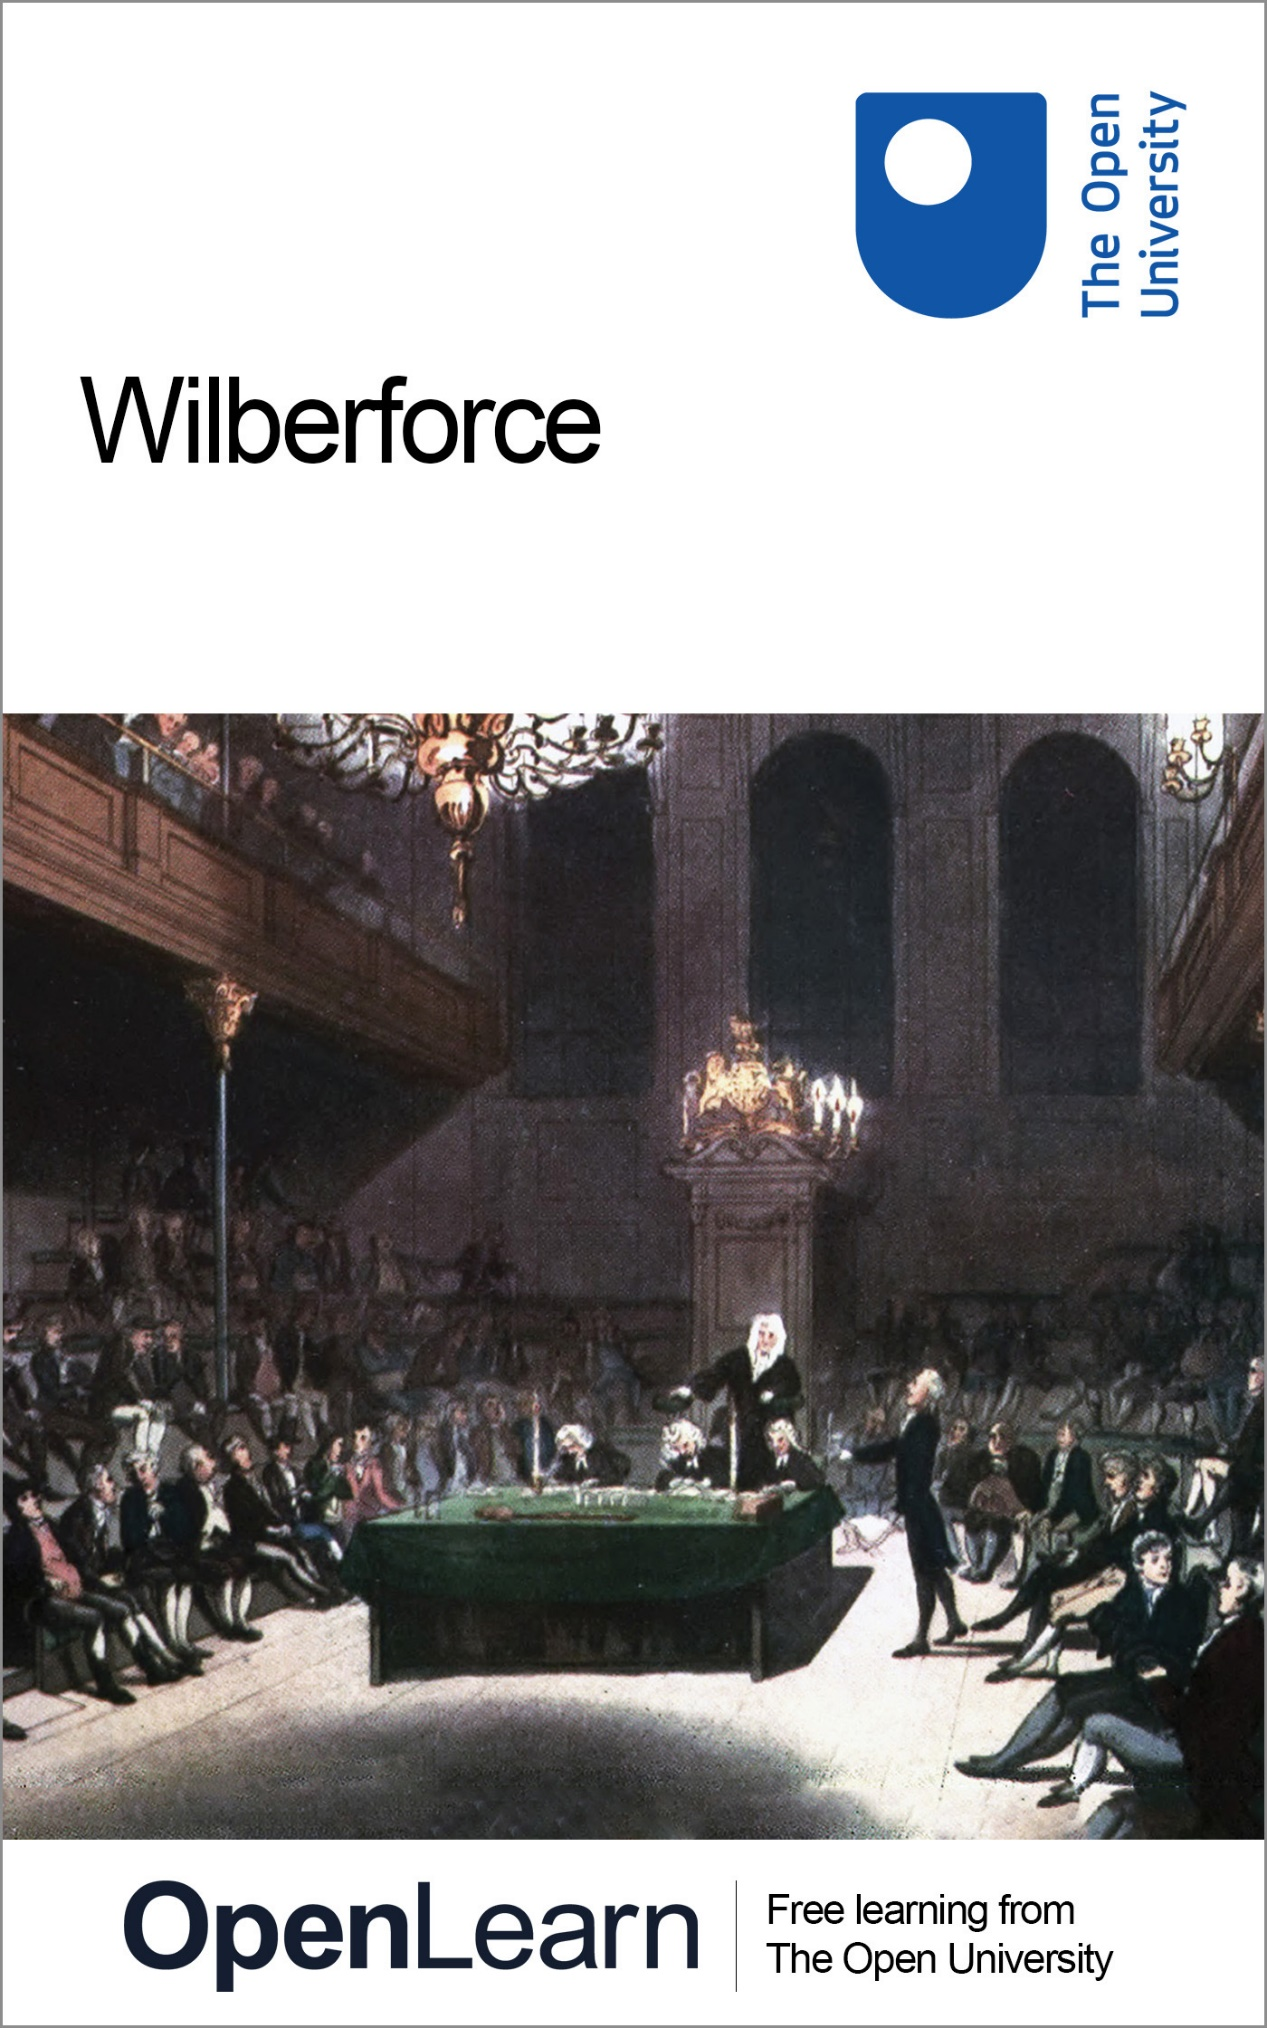 The Open
University
Wilberforce
OpenLearn
Free learning from
The Open University